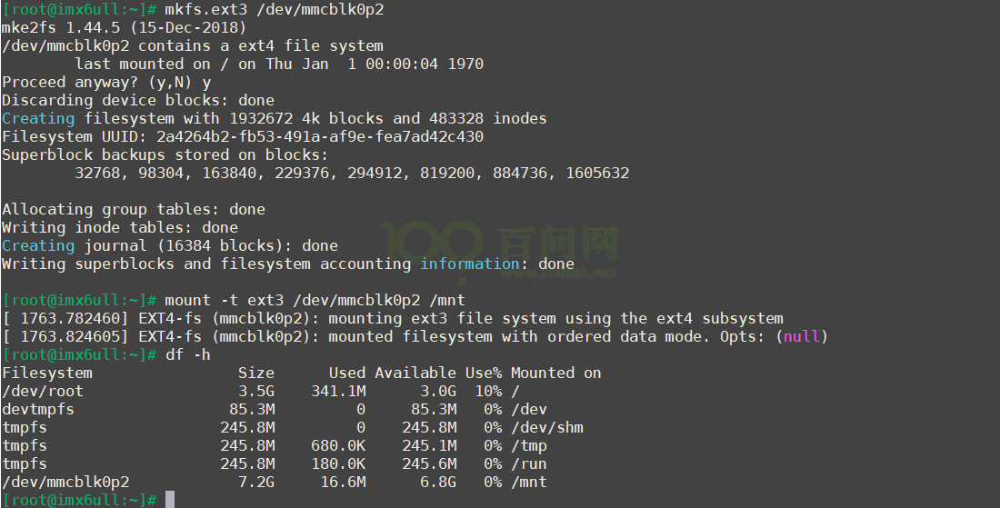 [root@imx6ull:~]# mkfs.ext3 /dev/mmcblk0p2
mke2fs 1.44.5 (15-Dec-2018)
/dev/mmcblk0p2 contains a ext4 file system
        last mounted on / on Thu Jan  1 00:00:04 1970
Proceed anyway? (y,N) y
Discarding device blocks: done
Creating filesystem with 1932672 4k blocks and 483328 inodes
Filesystem UUID: 2a4264b2-fb53-491a-af9e-fea7ad42c430
Superblock backups stored on blocks:
        32768, 98304, 163840, 229376, 294912, 819200, 884736, 1605632
Allocating group tables: done
Writing inode tables: done
Creating journal (16384 blocks): done
Writing superblocks and filesystem accounting information: done
100 百问网
www.100ask.net
[root@imx6ull:~]# mount -t ext3 /dev/mmcblk0p2 /mnt
[ 1763.782460] EXT4-fs (mmcblk0p2): mounting ext3 file system using the ext4 subsystem
[ 1763.824605] EXT4-fs (mmcblk0p2): mounted filesystem with ordered data mode. Opts: (null)
[root@imx6ull:~]# df -h
Filesystem                Size      Used Available Use% Mounted on
/dev/root                 3.5G    341.1M      3.0G  10% /
devtmpfs                 85.3M         0     85.3M   0% /dev
tmpfs                   245.8M         0    245.8M   0% /dev/shm
tmpfs                   245.8M    680.0K    245.1M   0% /tmp
tmpfs                   245.8M    180.0K    245.6M   0% /run
/dev/mmcblk0p2            7.2G     16.6M      6.8G   0% /mnt
[root@imx6ull:~]#